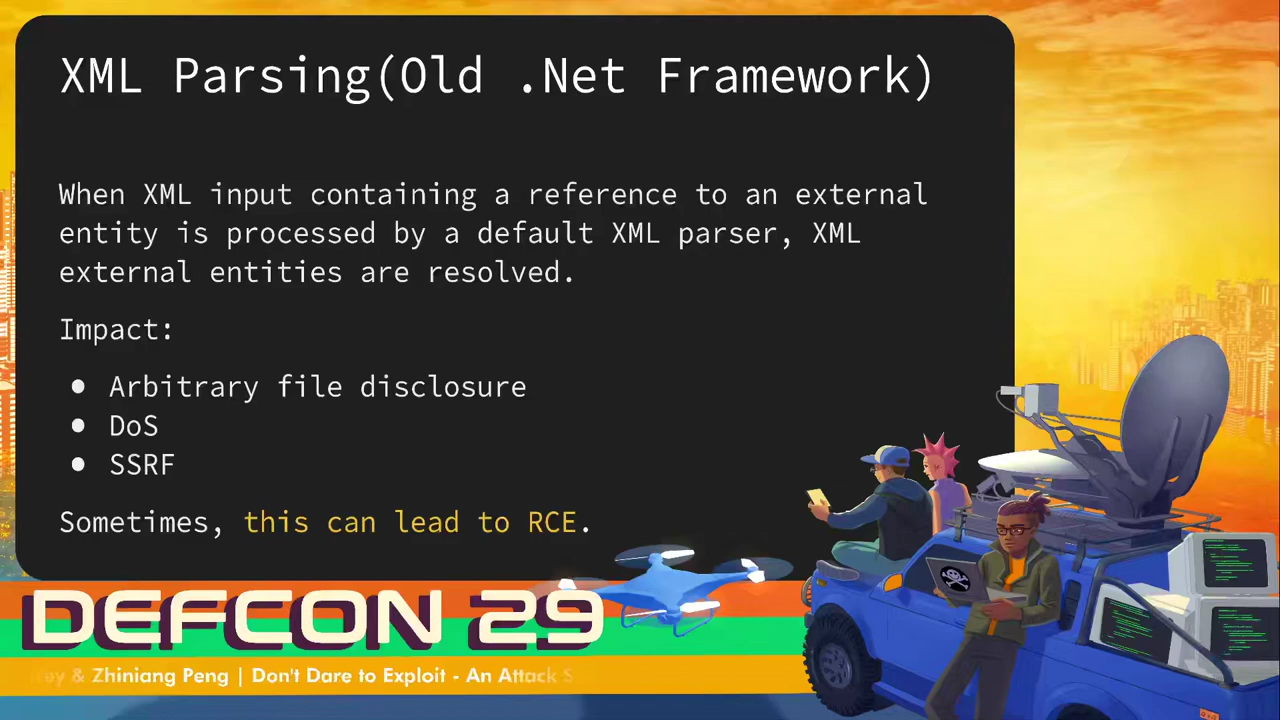 XML Parsing(Old .Net Framework)
When XML input containing a reference to an external
entity is processed by a default XML parser, XML
external entities are resolved.
Impact:
● Arbitrary file disclosure
● DoS
● SSRF
Sometimes, this can lead to RCE.
DEFCON 29
& Zhiniang Peng | Don't Dare to Exploit - An Attack S